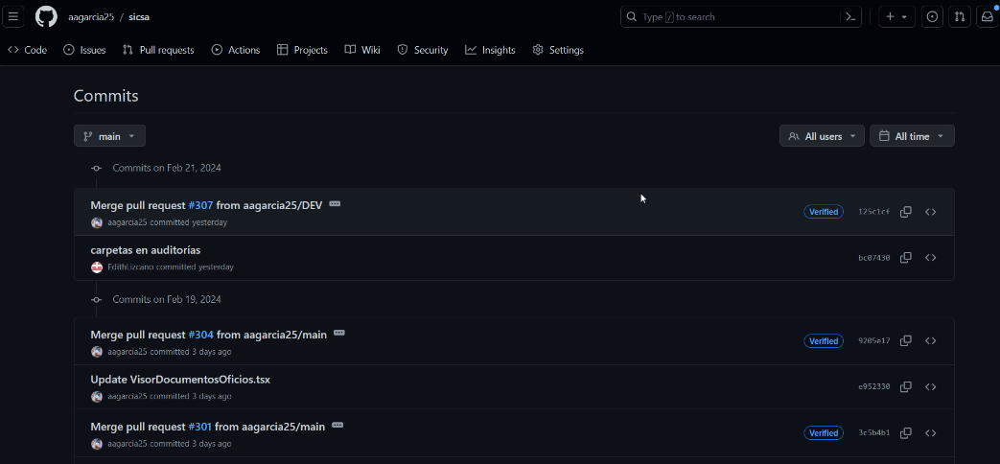 aagarcia25 / sicsa
Type / to search
Code Issues Pull requests Actions Projects Wiki Security Insights Settings
Commits
main All users All time
Commits on Feb 21, 2024
Merge pull request #307 from aagarcia25/DEV
Verified 125c1cf
aagarcia25 committed yesterday
carpetas en auditorías
bc07430
EdithLizcano committed yesterday
Commits on Feb 19, 2024
Merge pull request #304 from aagarcia25/main
Verified 9205e17
aagarcia25 committed 3 days ago
Update VisorDocumentosOficios.tsx
e952330
aagarcia25 committed 3 days ago
Merge pull request #301 from aagarcia25/main
Verified 3c5b4b1
aagarcia25 committed 3 days ago